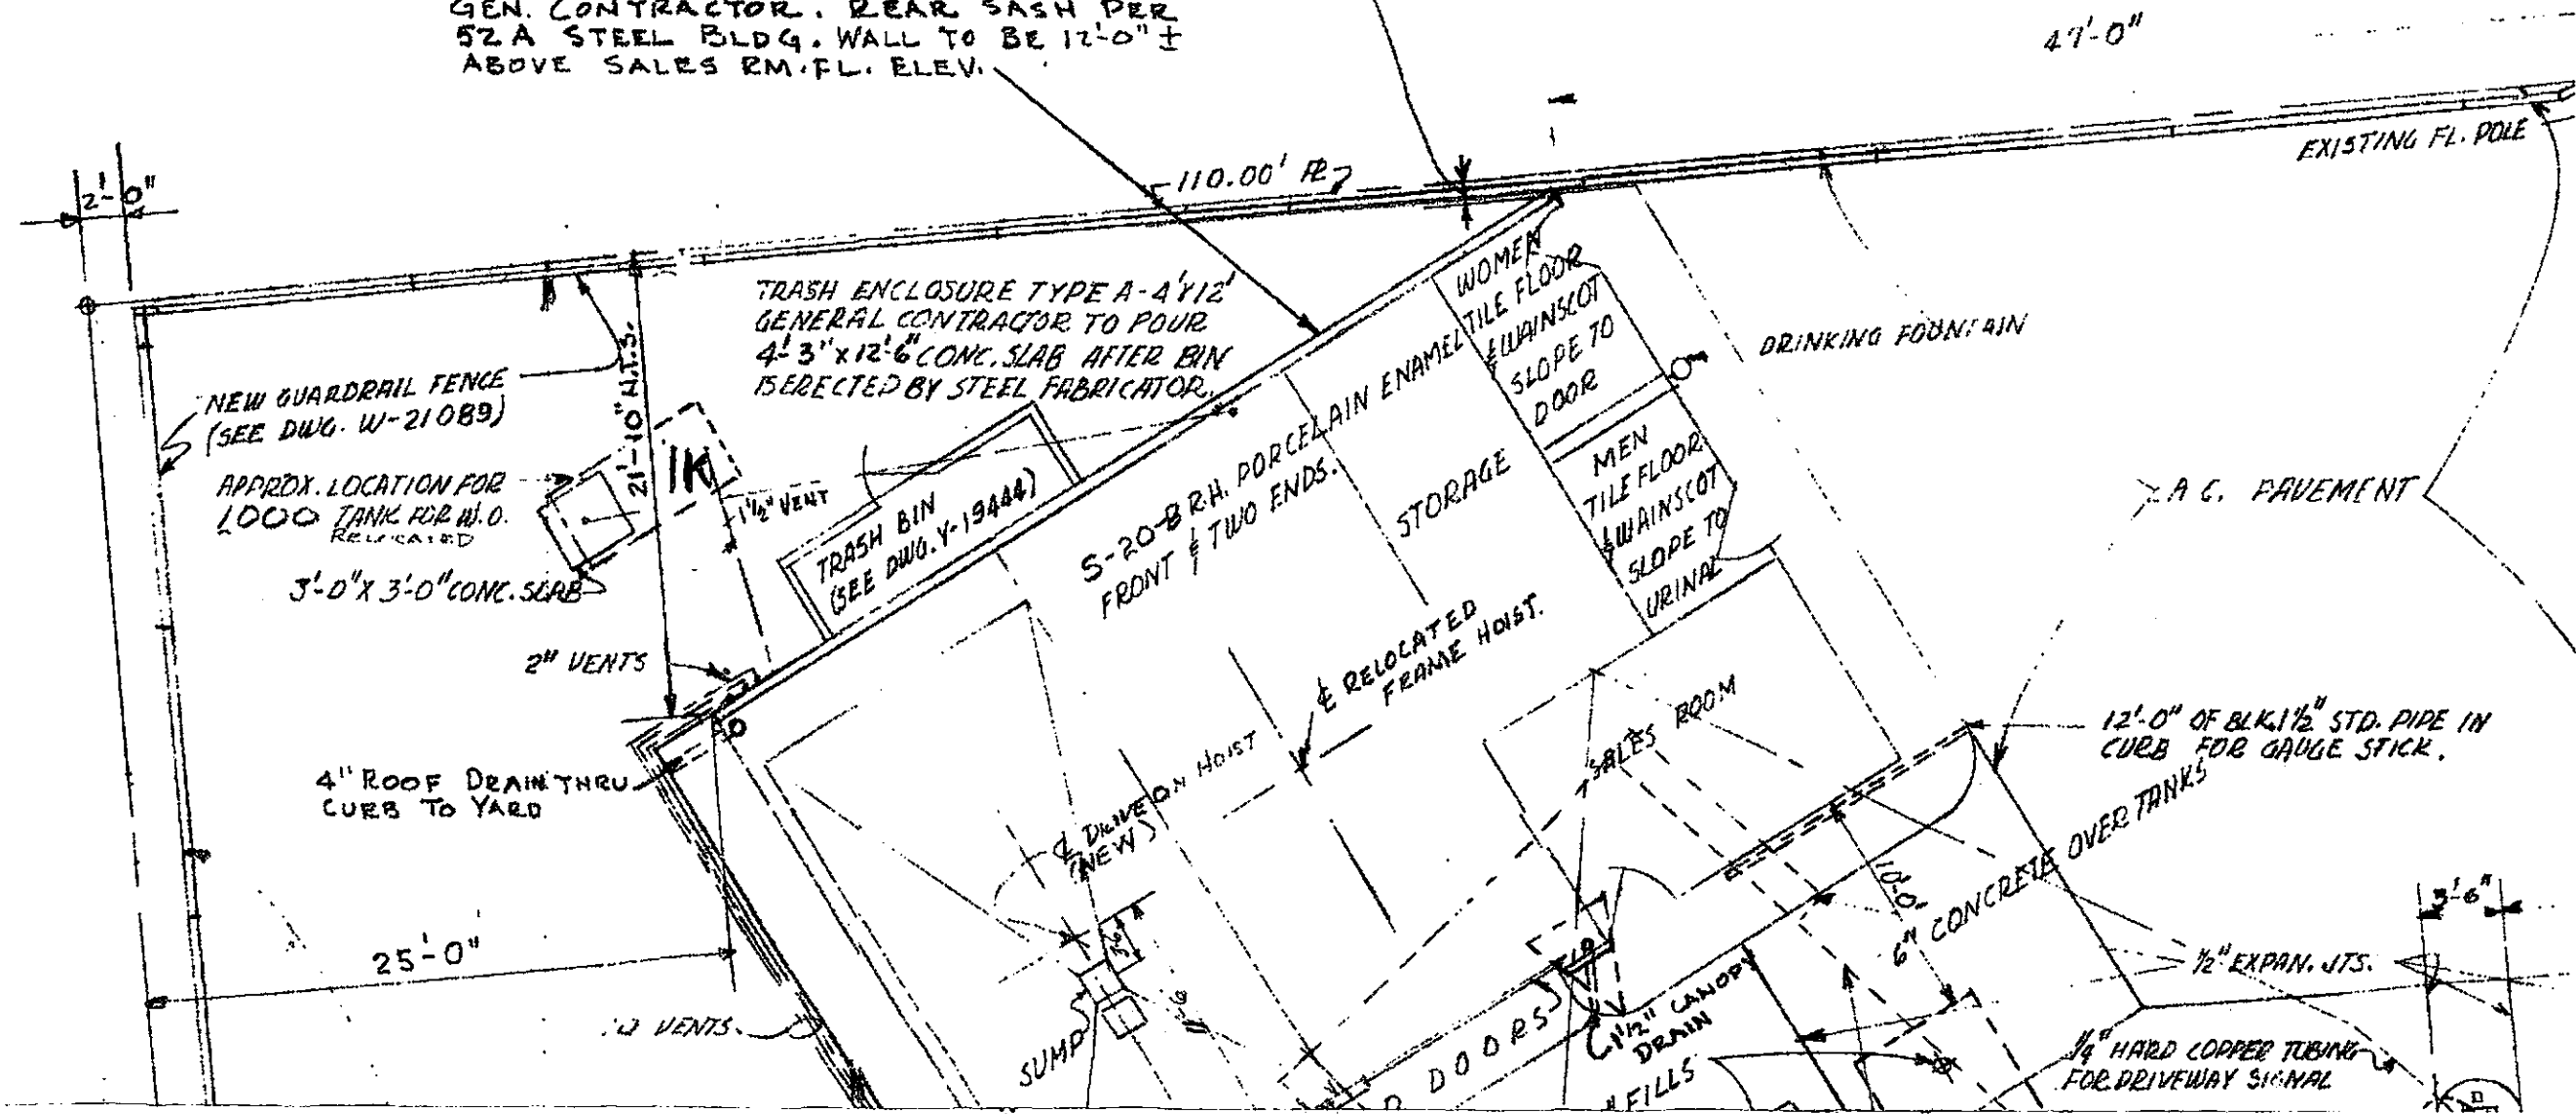 GEN. CONTRACTOR. REAR SASH PER
52 A STEEL BLDG. WALL TO BE 12'-0" ±
ABOVE SALES RM. FL. ELEV.
47'-0"
EXISTING FL. POLE
2'-0"
110.00' PL
TRASH ENCLOSURE TYPE A-4'X12'
GENERAL CONTRACTOR TO POUR
4'-3" x 12'-6" CONC. SLAB AFTER BIN
IS ERECTED BY STEEL FABRICATOR.
NEW GUARDRAIL FENCE
(SEE DWG. W-21089)
21'-10" N.T.S.
APPROX. LOCATION FOR
1000 TANK FOR W.O.
RELOCATED
1K
3'-0" X 3'-0" CONC. SLAB
1½" VENT
TRASH BIN
(SEE DWG. Y-19444)
S-20-B R.H. PORCELAIN ENAMEL
FRONT & TWO ENDS.
STORAGE
WOMEN
TILE FLOOR
& WAINSCOT
SLOPE TO
DOOR
MEN
TILE FLOOR
& WAINSCOT
SLOPE TO
URINAL
DRINKING FOUNTAIN
A.C. PAVEMENT
2" VENTS
4" ROOF DRAIN THRU
CURB TO YARD
℄ RELOCATED
FRAME HOIST.
SALES ROOM
℄ DRIVE ON HOIST
(NEW)
12'-0" OF BLK. 1½" STD. PIPE IN
CURB FOR GAUGE STICK.
6" CONCRETE OVER TANKS
10'-0"
3'-6"
½" EXPAN. JTS.
25'-0"
VENTS
SUMP
DOORS
1½" CANOPY
DRAIN
FILLS
¼" HARD COPPER TUBING
FOR DRIVEWAY SIGNAL